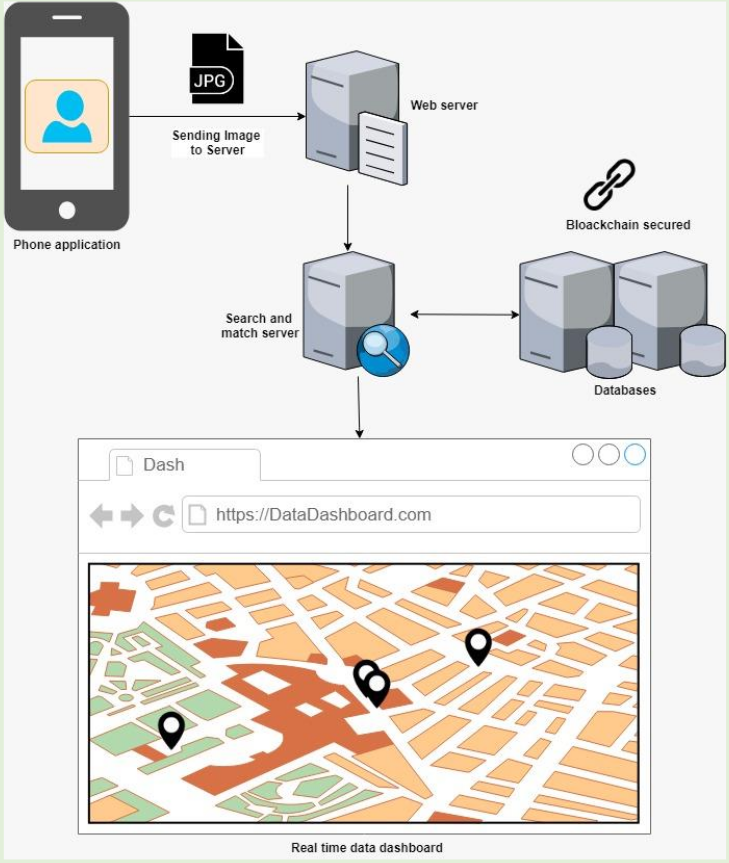 JPG
Sending Image
to Server
Web server
Phone application
Bloackchain secured
Search and
match server
Databases
Dash
https://DataDashboard.com
Real time data dashboard